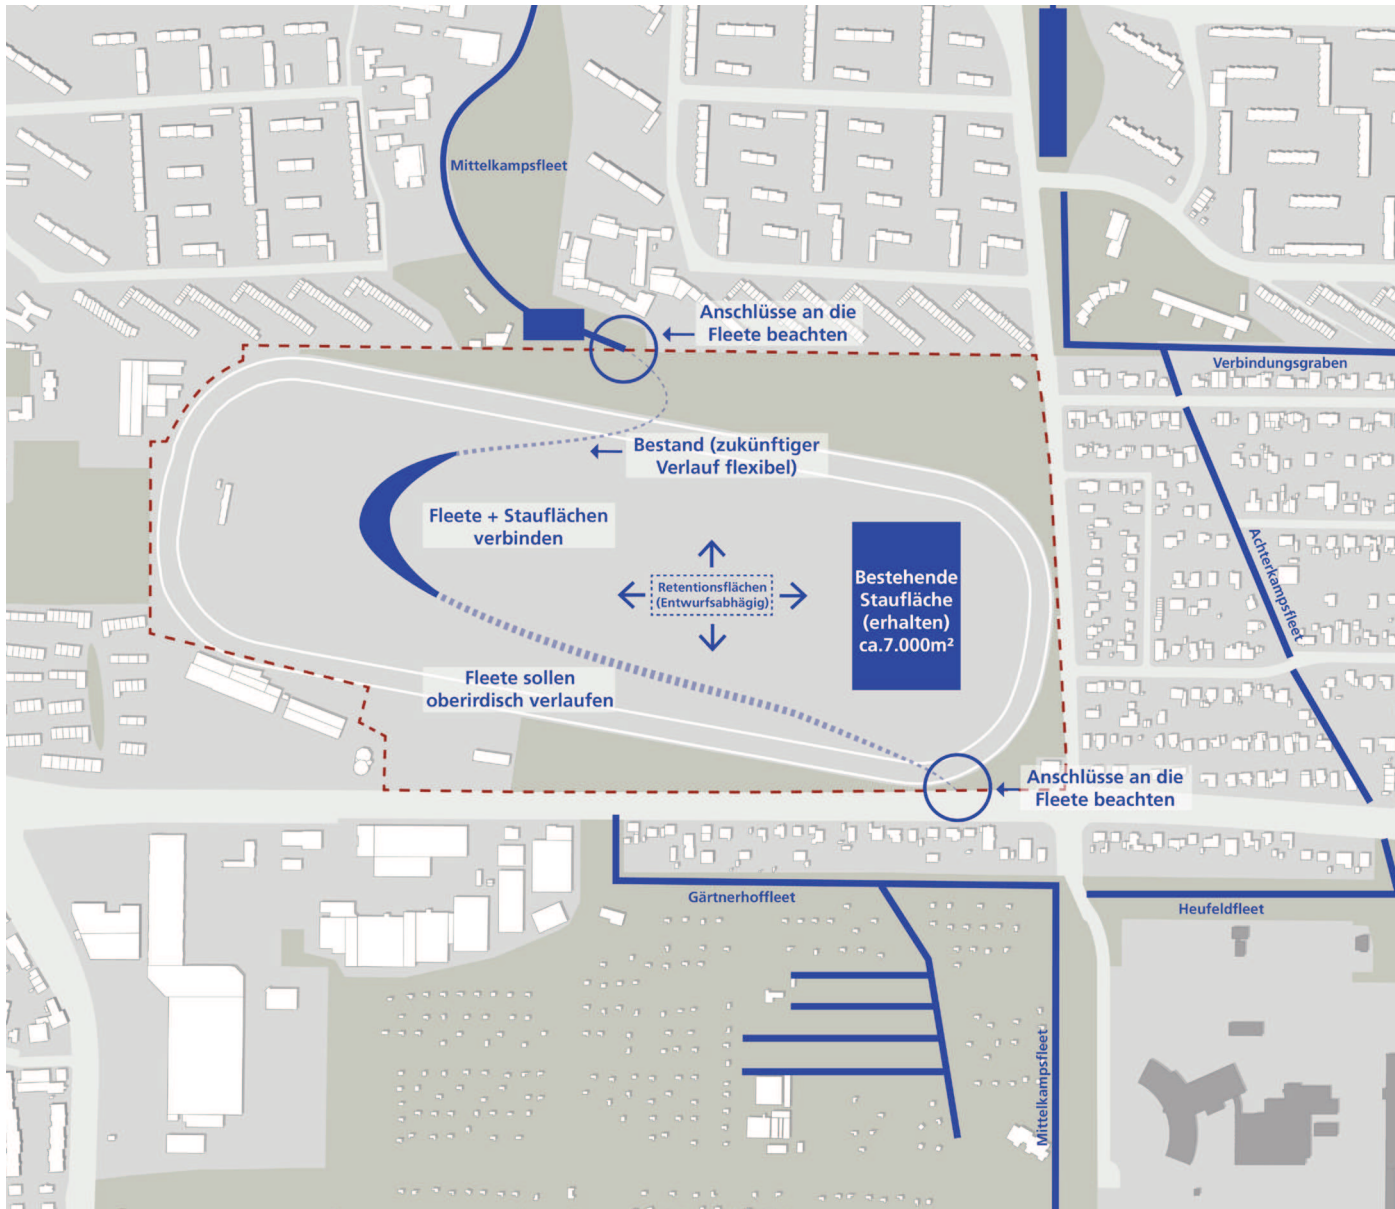 Mittelkampsfleet
Anschlüsse an die
Fleete beachten
Verbindungsgraben
Bestand (zukünftiger
Verlauf flexibel)
Fleete + Stauflächen
verbinden
Retentionsflächen
(Entwurfsabhägig)
Bestehende
Staufläche
(erhalten)
ca.7.000m²
Achterkampsfleet
Fleete sollen
oberirdisch verlaufen
Anschlüsse an die
Fleete beachten
Gärtnerhoffleet
Heufeldfleet
Mittelkampsfleet